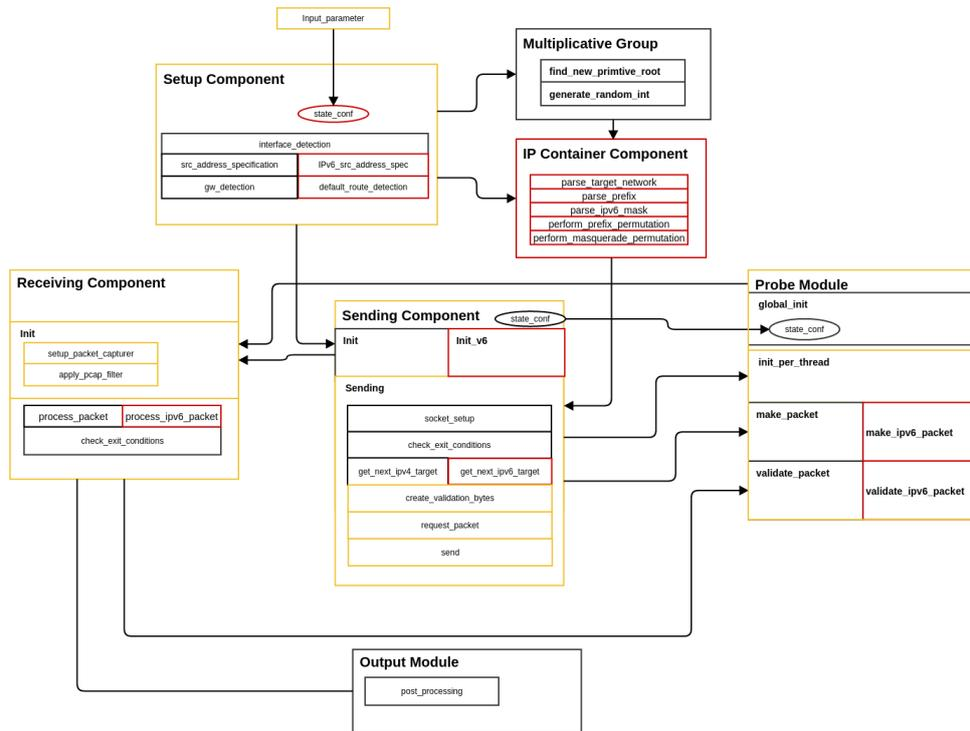 Input_parameter
Setup Component
state_conf
interface_detection
src_address_specification
IPv6_src_address_spec
gw_detection
default_route_detection
Multiplicative Group
find_new_primtive_root
generate_random_int
IP Container Component
parse_target_network
parse_prefix
parse_ipv6_mask
perform_prefix_permutation
perform_masquerade_permutation
Receiving Component
Init
setup_packet_capturer
apply_pcap_filter
process_packet
process_ipv6_packet
check_exit_conditions
Sending Component
state_conf
Init
Init_v6
Sending
socket_setup
check_exit_conditions
get_next_ipv4_target
get_next_ipv6_target
create_validation_bytes
request_packet
send
Probe Module
global_init
state_conf
init_per_thread
make_packet
make_ipv6_packet
validate_packet
validate_ipv6_packet
Output Module
post_processing